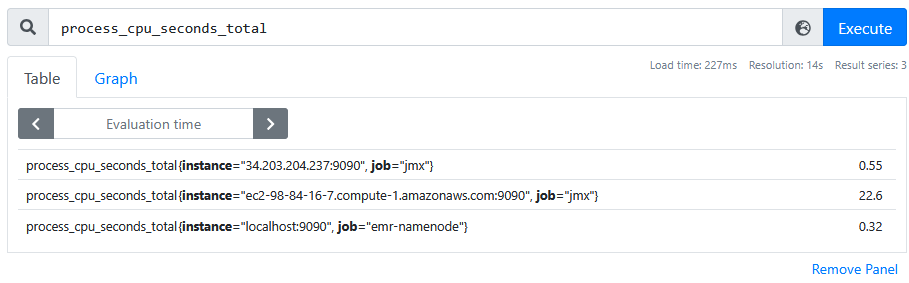 process_cpu_seconds_total Execute
Load time: 227ms Resolution: 14s Result series: 3
Table Graph
Evaluation time
process_cpu_seconds_total{instance="34.203.204.237:9090", job="jmx"} 0.55
process_cpu_seconds_total{instance="ec2-98-84-16-7.compute-1.amazonaws.com:9090", job="jmx"} 22.6
process_cpu_seconds_total{instance="localhost:9090", job="emr-namenode"} 0.32
Remove Panel